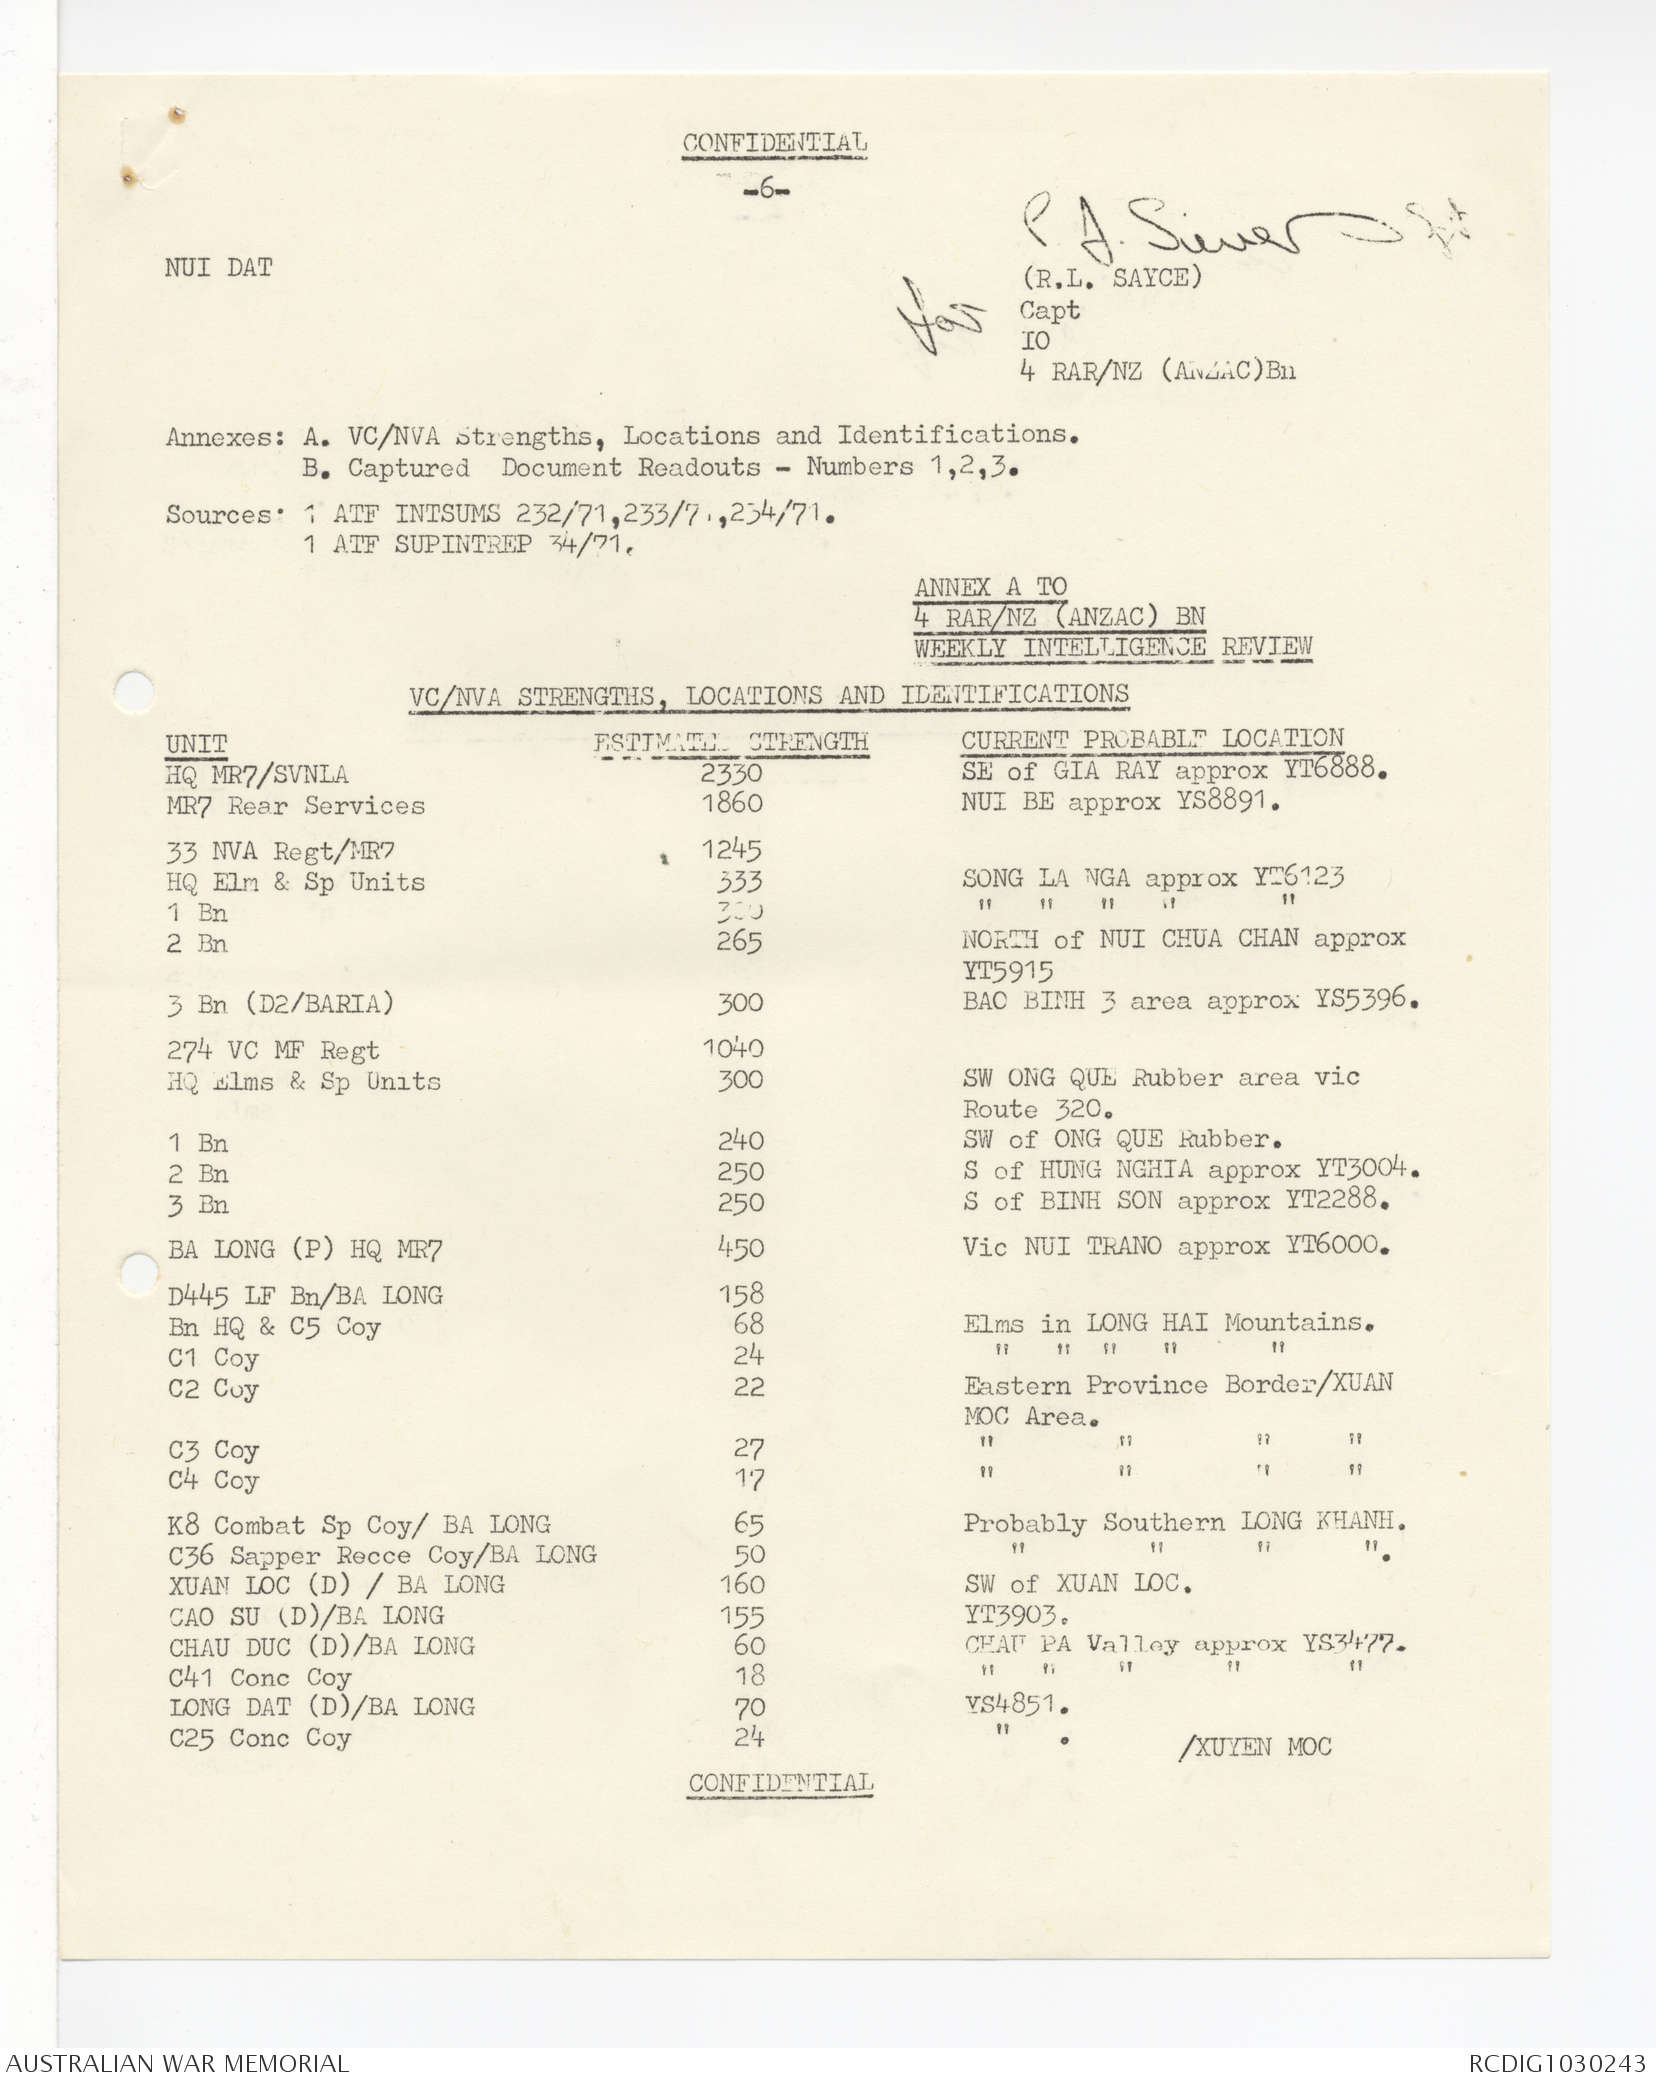 CONFIDENTIAL
-6-
P. A.
NUI DAT
(R.L. SAYCE)
for
Capt
IO
4 RAR/NZ (ANZAC)Bn
Annexes: A. VC/NVA Strengths, Locations and Identifications.
B. Captured Document Readouts - Numbers 1,2,3.
Sources: 1 ATF INTSUMS 232/71,233/71,234/71.
1 ATF SUPINTREP 34/71.
ANNEX A TO
4 RAR/NZ (ANZAC) BN
WEEKLY INTELLIGENCE REVIEW
VC/NVA STRENGTHS, LOCATIONS AND IDENTIFICATIONS
UNIT ESTIMATED STRENGTH CURRENT PROBABLE LOCATION
HQ MR7/SVNLA 2330 SE of GIA RAY approx YT6888.
MR7 Rear Services 1860 NUI BE approx YS8891.
33 NVA Regt/MR7 1245
HQ Elm & Sp Units 333 SONG LA NGA approx YT6123
1 Bn " " " " "
2 Bn 265 NORTH of NUI CHUA CHAN approx
YT5915
3 Bn (D2/BARIA) 300 BAO BINH 3 area approx YS5396.
274 VC MF Regt 1040
HQ Elms & Sp Units 300 SW ONG QUE Rubber area vic
Route 320.
1 Bn 240 SW of ONG QUE Rubber.
2 Bn 250 S of HUNG NGHIA approx YT3004.
3 Bn 250 S of BINH SON approx YT2288.
BA LONG (P) HQ MR7 450 Vic NUI TRANO approx YT6000.
D445 LF Bn/BA LONG 158
Bn HQ & C5 Coy 68 Elms in LONG HAI Mountains.
C1 Coy 24 " " " " "
C2 Coy 22 Eastern Province Border/XUAN
MOC Area.
C3 Coy 27 " " " "
C4 Coy 17 " " " "
K8 Combat Sp Coy/ BA LONG 65 Probably Southern LONG KHANH.
C36 Sapper Recce Coy/BA LONG 50 " " " ".
XUAN LOC (D) / BA LONG 160 SW of XUAN LOC.
CAO SU (D)/BA LONG 155 YT3903.
CHAU DUC (D)/BA LONG 60 CHAU PA Valley approx YS3477.
C41 Conc Coy 18 " " " " "
LONG DAT (D)/BA LONG 70 YS4851.
C25 Conc Coy 24 " .
/XUYEN MOC
CONFIDENTIAL
AUSTRALIAN WAR MEMORIAL RCDIG1030243